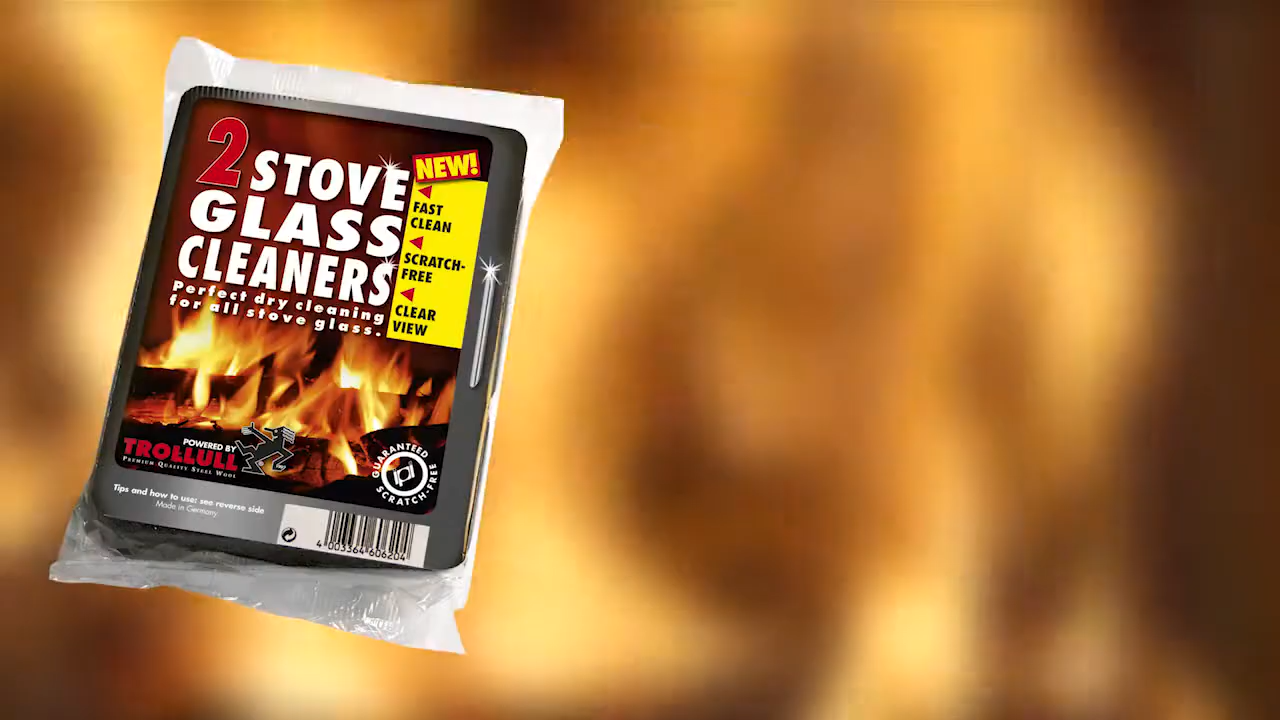 2 STOVE
GLASS
CLEANERS
Perfect dry cleaning
for all stove glass.
NEW!
FAST
CLEAN
SCRATCH-
FREE
CLEAR
VIEW
POWERED BY
TROLLULL
PREMIUM QUALITY STEEL WOOL
GUARANTEED
SCRATCH-FREE
Tips and how to use: see reverse side
Made in Germany
4 003364 606204